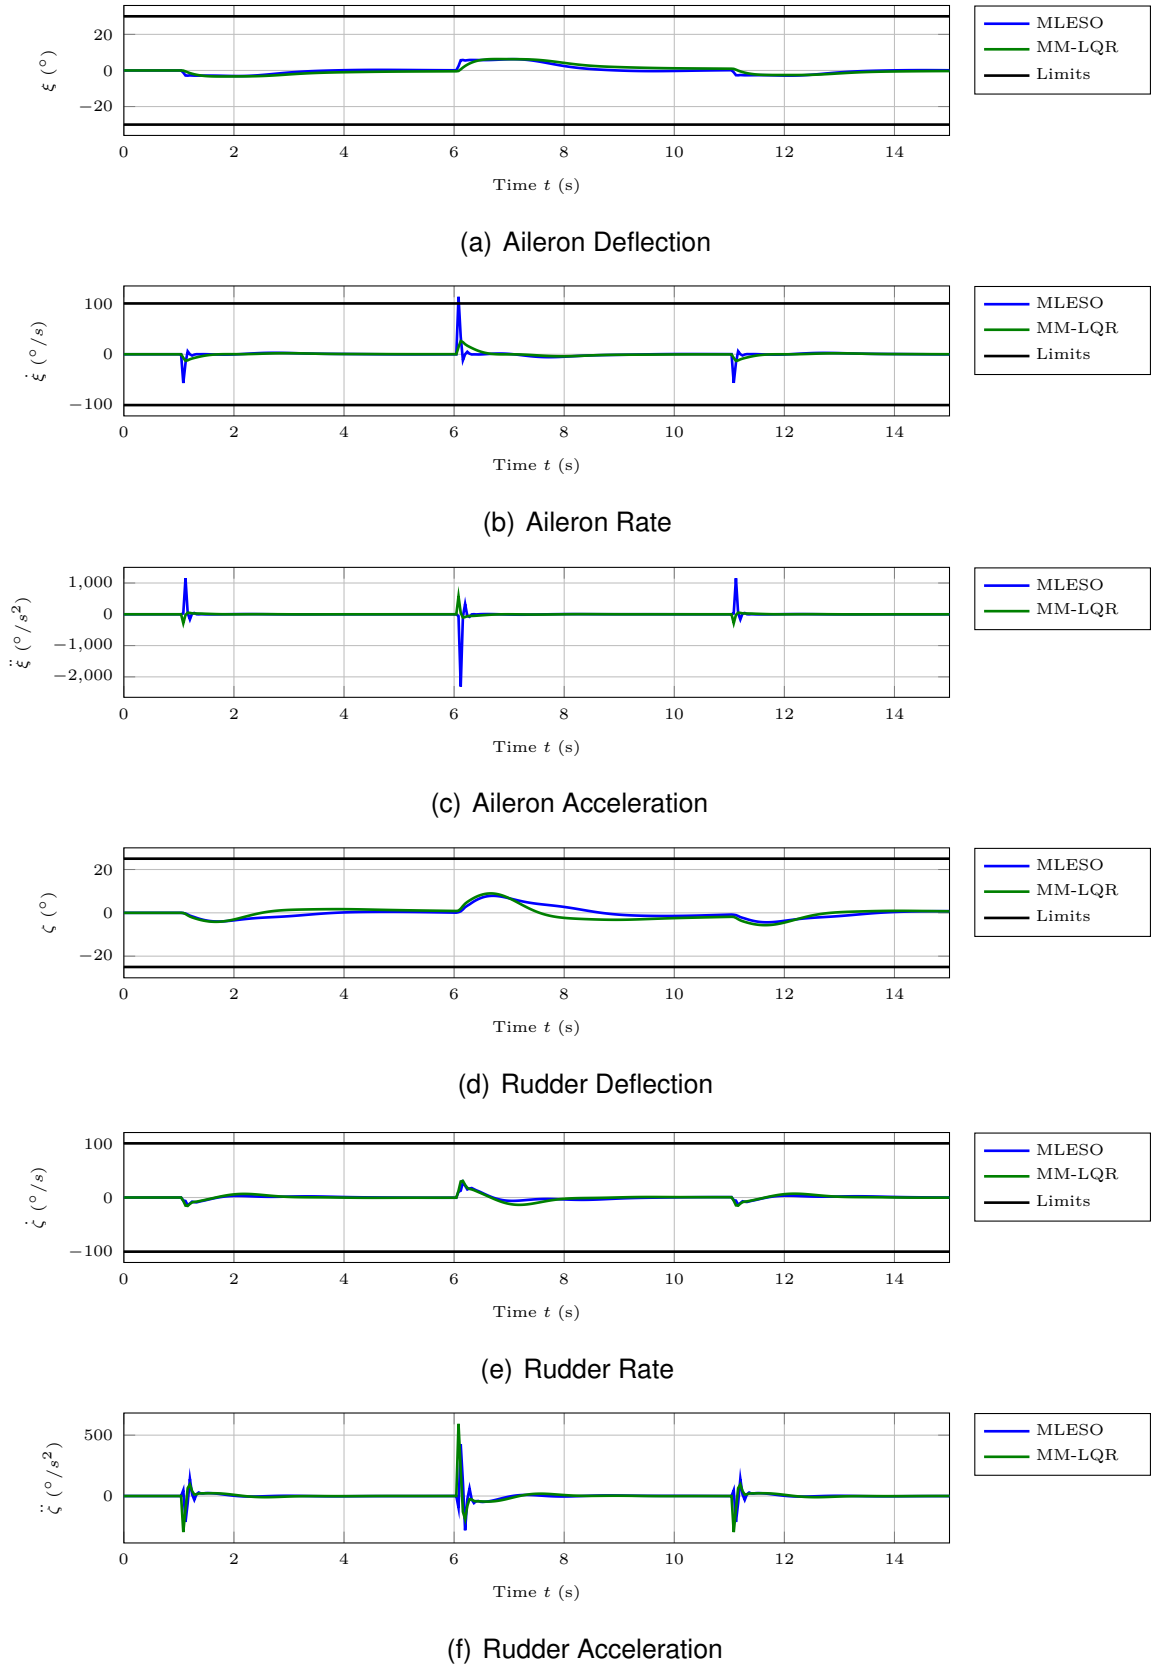 20
0
−20
ξ (°)
0 2 4 6 8 10 12 14
Time t (s)
MLESO
MM-LQR
Limits
(a) Aileron Deflection
100
0
−100
ξ̇ (°/s)
0 2 4 6 8 10 12 14
Time t (s)
MLESO
MM-LQR
Limits
(b) Aileron Rate
1,000
0
−1,000
−2,000
ξ̈ (°/s²)
0 2 4 6 8 10 12 14
Time t (s)
MLESO
MM-LQR
(c) Aileron Acceleration
20
0
−20
ζ (°)
0 2 4 6 8 10 12 14
Time t (s)
MLESO
MM-LQR
Limits
(d) Rudder Deflection
100
0
−100
ζ̇ (°/s)
0 2 4 6 8 10 12 14
Time t (s)
MLESO
MM-LQR
Limits
(e) Rudder Rate
500
0
ζ̈ (°/s²)
0 2 4 6 8 10 12 14
Time t (s)
MLESO
MM-LQR
(f) Rudder Acceleration